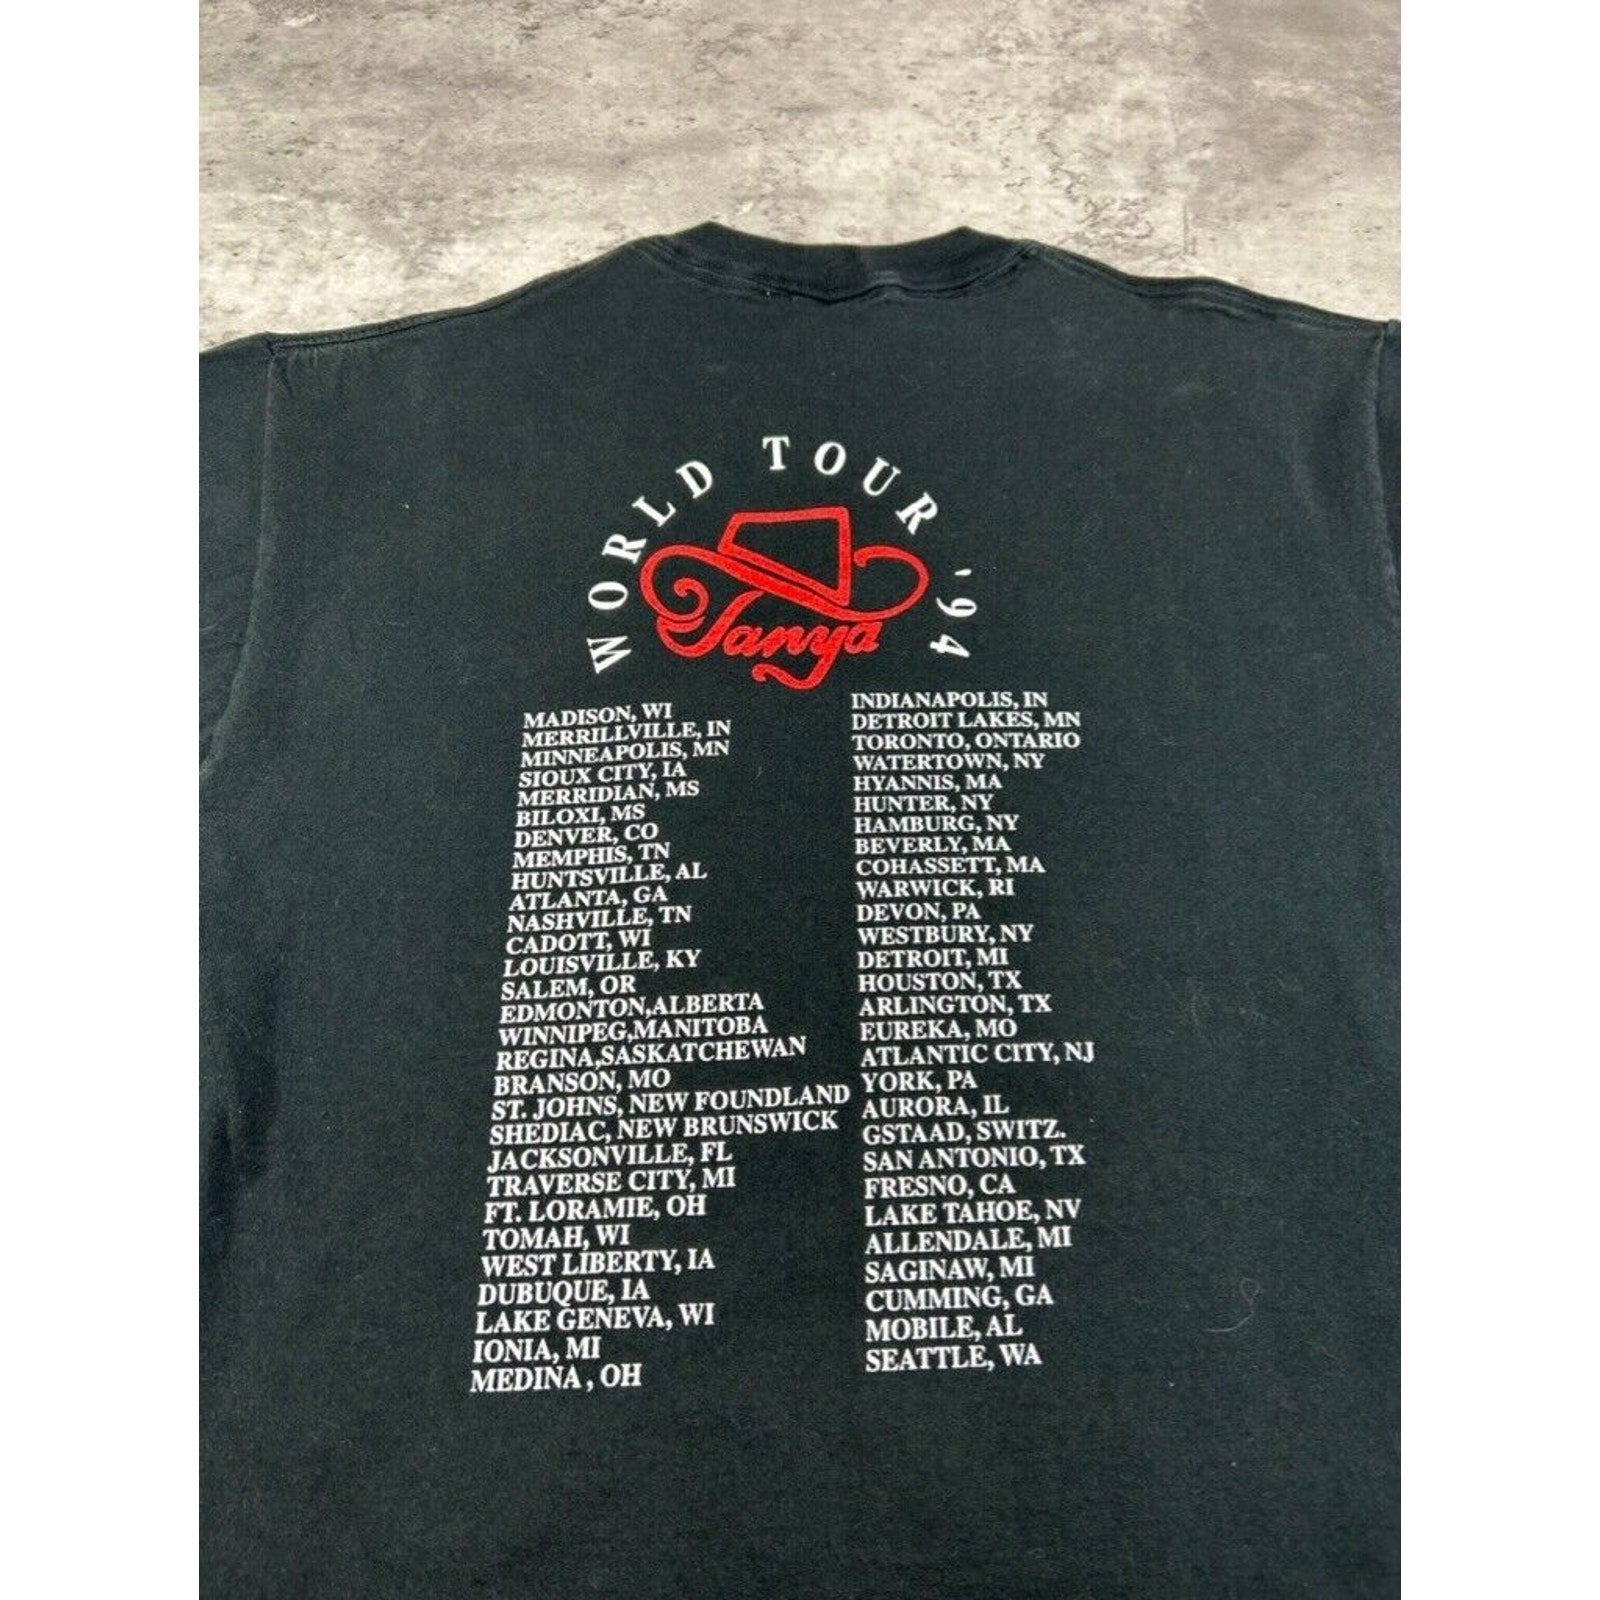 WORLD TOUR '94
Tanya
MADISON, WI
MERRILLVILLE, IN
MINNEAPOLIS, MN
SIOUX CITY, IA
MERRIDIAN, MS
BILOXI, MS
DENVER, CO
MEMPHIS, TN
HUNTSVILLE, AL
ATLANTA, GA
NASHVILLE, TN
CADOTT, WI
LOUISVILLE, KY
SALEM, OR
EDMONTON,ALBERTA
WINNIPEG,MANITOBA
REGINA,SASKATCHEWAN
BRANSON, MO
ST. JOHNS, NEW FOUNDLAND
SHEDIAC, NEW BRUNSWICK
JACKSONVILLE, FL
TRAVERSE CITY, MI
FT. LORAMIE, OH
TOMAH, WI
WEST LIBERTY, IA
DUBUQUE, IA
LAKE GENEVA, WI
IONIA, MI
MEDINA , OH
INDIANAPOLIS, IN
DETROIT LAKES, MN
TORONTO, ONTARIO
WATERTOWN, NY
HYANNIS, MA
HUNTER, NY
HAMBURG, NY
BEVERLY, MA
COHASSETT, MA
WARWICK, RI
DEVON, PA
WESTBURY, NY
DETROIT, MI
HOUSTON, TX
ARLINGTON, TX
EUREKA, MO
ATLANTIC CITY, NJ
YORK, PA
AURORA, IL
GSTAAD, SWITZ.
SAN ANTONIO, TX
FRESNO, CA
LAKE TAHOE, NV
ALLENDALE, MI
SAGINAW, MI
CUMMING, GA
MOBILE, AL
SEATTLE, WA